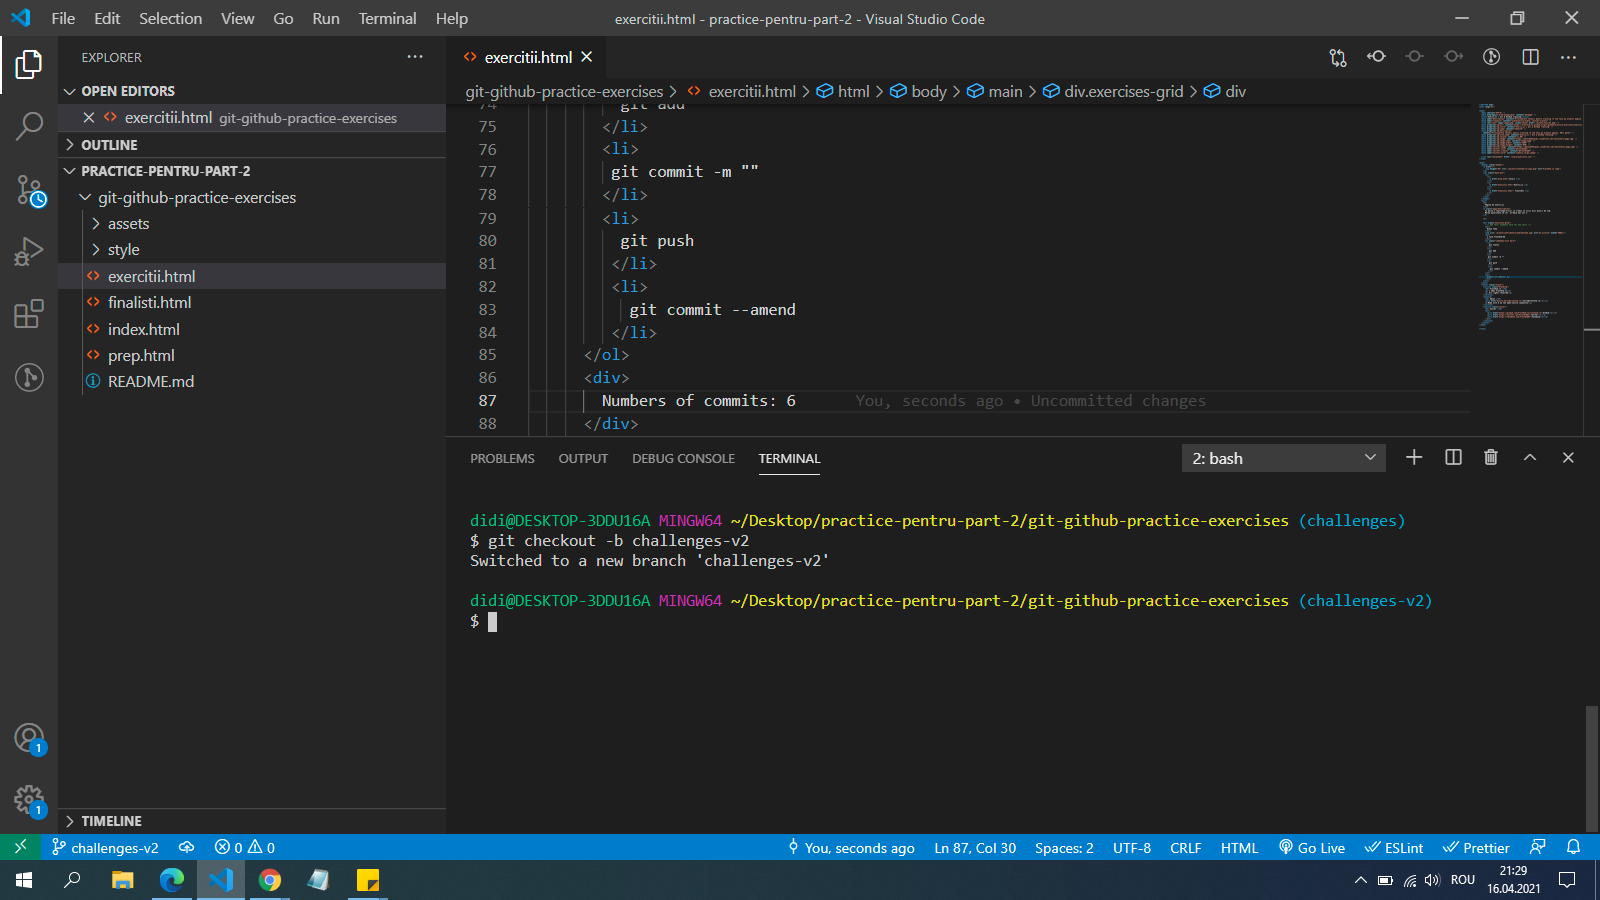 File Edit Selection View Go Run Terminal Help
exercitii.html - practice-pentru-part-2 - Visual Studio Code
EXPLORER
OPEN EDITORS
exercitii.html git-github-practice-exercises
OUTLINE
PRACTICE-PENTRU-PART-2
git-github-practice-exercises
assets
style
exercitii.html
finalisti.html
index.html
prep.html
README.md
1
1
TIMELINE
exercitii.html
git-github-practice-exercises > exercitii.html > html > body > main > div.exercises-grid > div
74 git add
75 </li>
76 <li>
77 git commit -m ""
78 </li>
79 <li>
80 git push
81 </li>
82 <li>
83 git commit --amend
84 </li>
85 </ol>
86 <div>
87 Numbers of commits: 6 You, seconds ago • Uncommitted changes
88 </div>
PROBLEMS OUTPUT DEBUG CONSOLE TERMINAL
2: bash
didi@DESKTOP-3DDU16A MINGW64 ~/Desktop/practice-pentru-part-2/git-github-practice-exercises (challenges)
$ git checkout -b challenges-v2
Switched to a new branch 'challenges-v2'
didi@DESKTOP-3DDU16A MINGW64 ~/Desktop/practice-pentru-part-2/git-github-practice-exercises (challenges-v2)
$
challenges-v2 0 0 You, seconds ago Ln 87, Col 30 Spaces: 2 UTF-8 CRLF HTML Go Live ESLint Prettier
ROU
21:29
16.04.2021